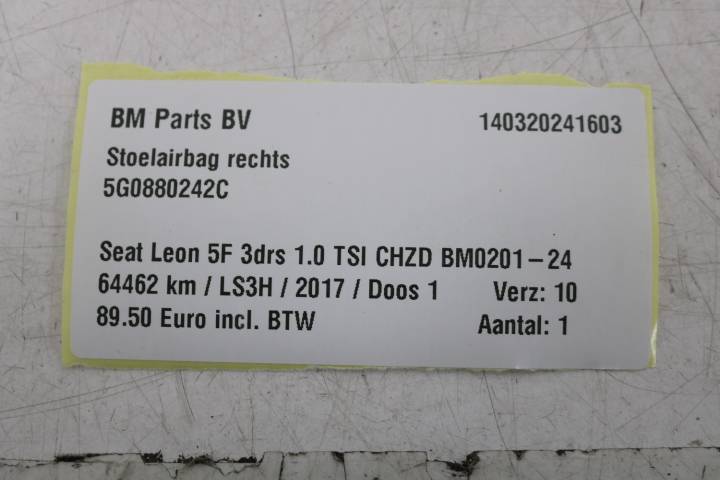 BM Parts BV 140320241603
Stoelairbag rechts
5G0880242C
Seat Leon 5F 3drs 1.0 TSI CHZD BM0201-24
64462 km / LS3H / 2017 / Doos 1 Verz: 10
89.50 Euro incl. BTW Aantal: 1